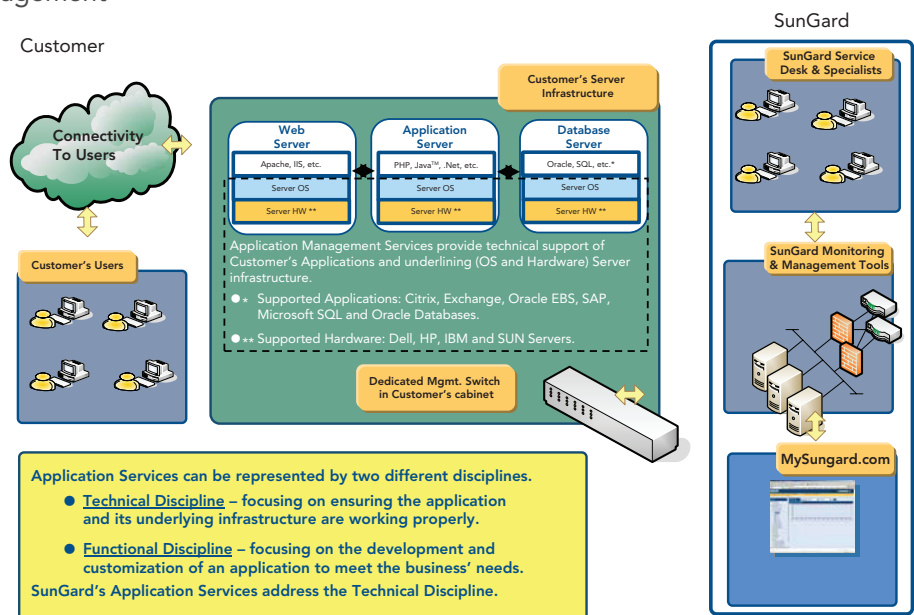 agement
Customer
SunGard
Connectivity
To Users
Customer's Users
Customer's Server
Infrastructure
Web
Server
Apache, IIS, etc.
Server OS
Server HW **
Application
Server
PHP, Java™, .Net, etc.
Server OS
Server HW **
Database
Server
Oracle, SQL, etc.*
Server OS
Server HW **
Application Management Services provide technical support of
Customer's Applications and underlining (OS and Hardware) Server
infrastructure.
● * Supported Applications: Citrix, Exchange, Oracle EBS, SAP,
Microsoft SQL and Oracle Databases.
● ** Supported Hardware: Dell, HP, IBM and SUN Servers.
Dedicated Mgmt. Switch
in Customer's cabinet
SunGard Service
Desk & Specialists
SunGard Monitoring
& Management Tools
MySungard.com
Application Services can be represented by two different disciplines.
● Technical Discipline – focusing on ensuring the application
and its underlying infrastructure are working properly.
● Functional Discipline – focusing on the development and
customization of an application to meet the business' needs.
SunGard's Application Services address the Technical Discipline.